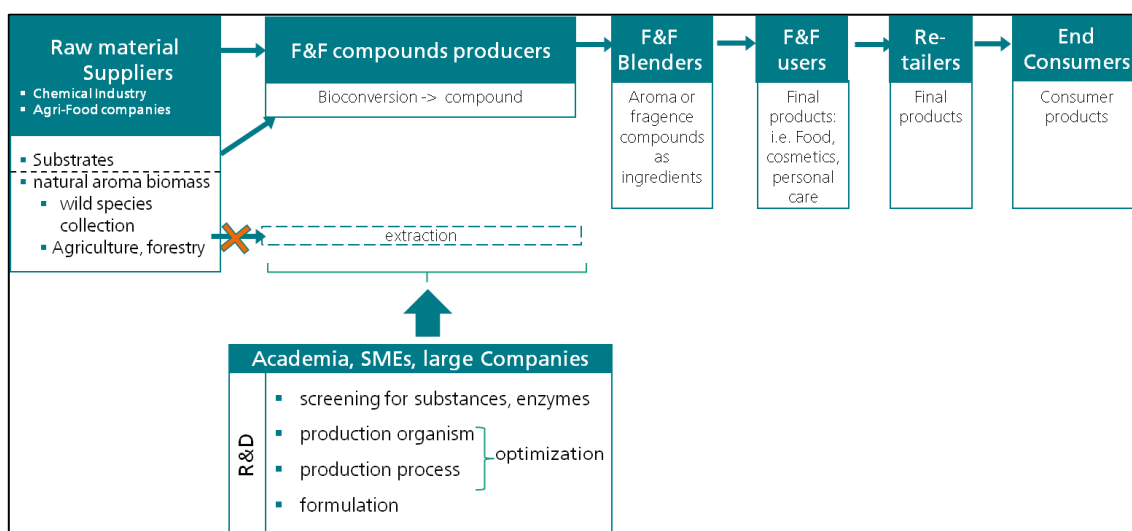 Raw material
Suppliers
▪ Chemical Industry
▪ Agri-Food companies
▪ Substrates
▪ natural aroma biomass
▪ wild species
collection
▪ Agriculture, forestry
F&F compounds producers
Bioconversion -> compound
extraction
F&F
Blenders
Aroma or
fragence
compounds
as
ingredients
F&F
users
Final
products:
i.e. Food,
cosmetics,
personal
care
Re-
tailers
Final
products
End
Consumers
Consumer
products
Academia, SMEs, large Companies
R&D
▪ screening for substances, enzymes
▪ production organism
▪ production process
optimization
▪ formulation